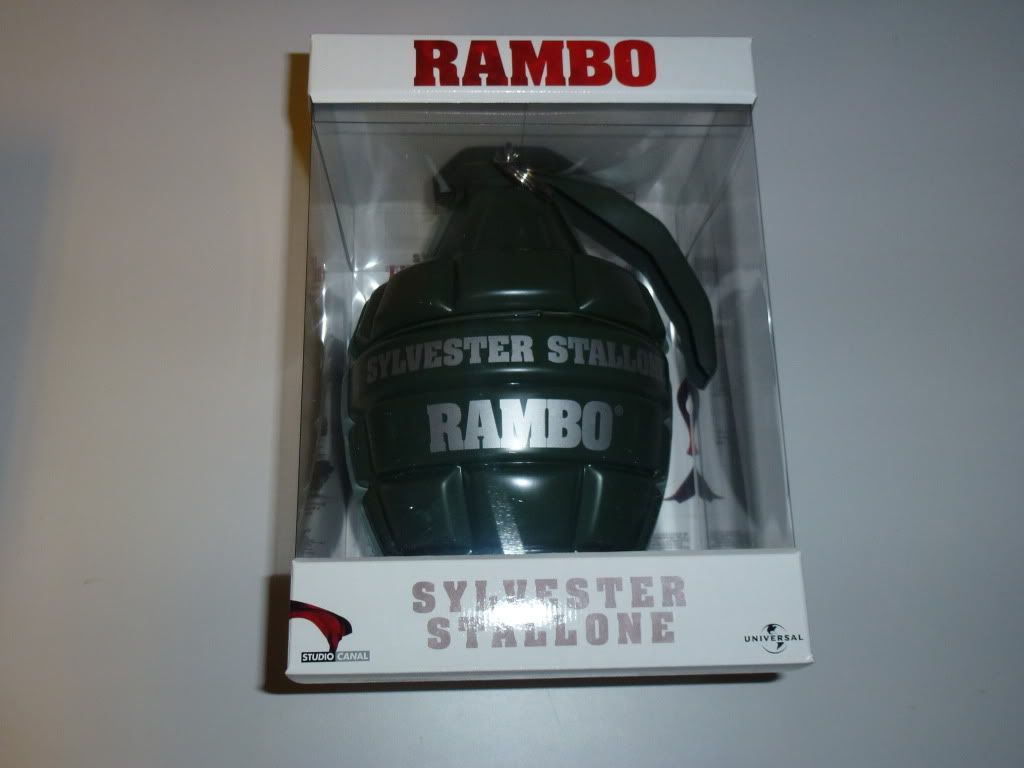 RAMBO
SYLVESTER STALLONE
RAMBO®
SYLVESTER
STALLONE
STUDIO CANAL
UNIVERSAL